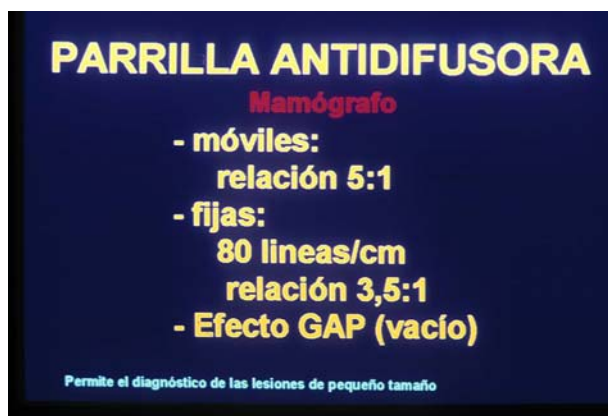 PARRILLA ANTIDIFUSORA
Mamógrafo
- móviles:
relación 5:1
- fijas:
80 lineas/cm
relación 3,5:1
- Efecto GAP (vacío)
Permite el diagnóstico de las lesiones de pequeño tamaño